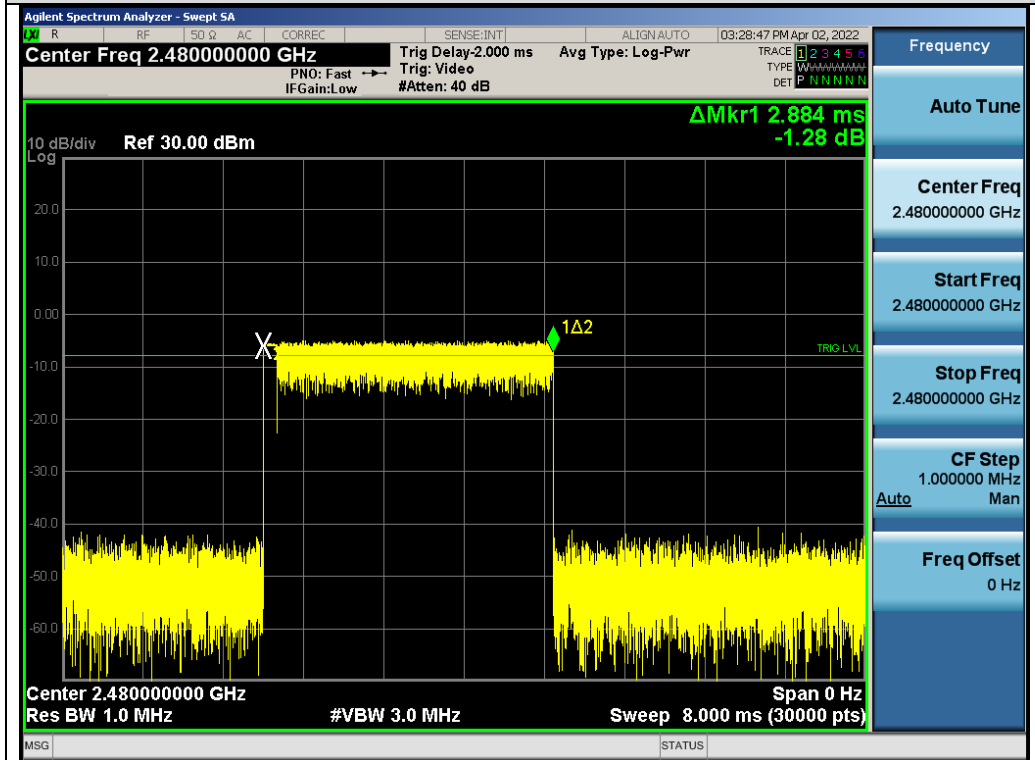 Agilent Spectrum Analyzer - Swept SA
LXI R RF 50 Ω AC CORREC SENSE:INT ALIGN AUTO 03:28:47 PM Apr 02, 2022
Center Freq 2.480000000 GHz
PNO: Fast
IFGain:Low
Trig Delay-2.000 ms
Trig: Video
#Atten: 40 dB
Avg Type: Log-Pwr
TRACE 1 2 3 4 5 6
TYPE WWWWWW
DET P N N N N N
ΔMkr1 2.884 ms
-1.28 dB
10 dB/div Ref 30.00 dBm
Log
20.0
10.0
0.00
-10.0
-20.0
-30.0
-40.0
-50.0
-60.0
X
1Δ2
TRIG LVL
Center 2.480000000 GHz Span 0 Hz
Res BW 1.0 MHz #VBW 3.0 MHz Sweep 8.000 ms (30000 pts)
MSG STATUS
Frequency
Auto Tune
Center Freq
2.480000000 GHz
Start Freq
2.480000000 GHz
Stop Freq
2.480000000 GHz
CF Step
1.000000 MHz
Auto Man
Freq Offset
0 Hz